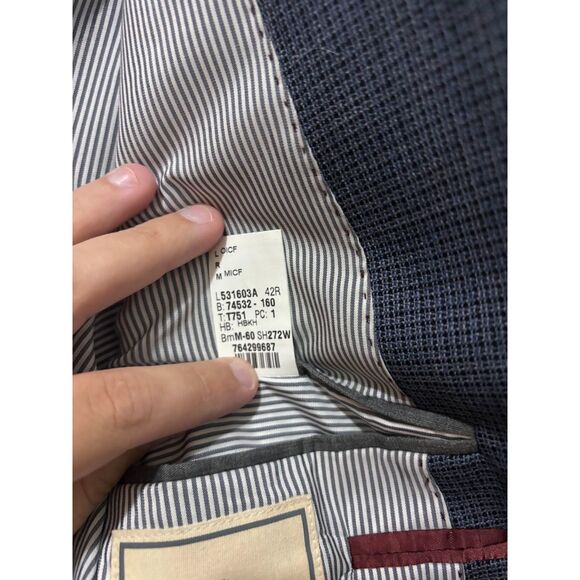 L OICF
R
M MICF
L531603A 42R
B: 74532 - 160
T: T751 PC: 1
HB: HBKH
BmM-60 SH272W
764299687